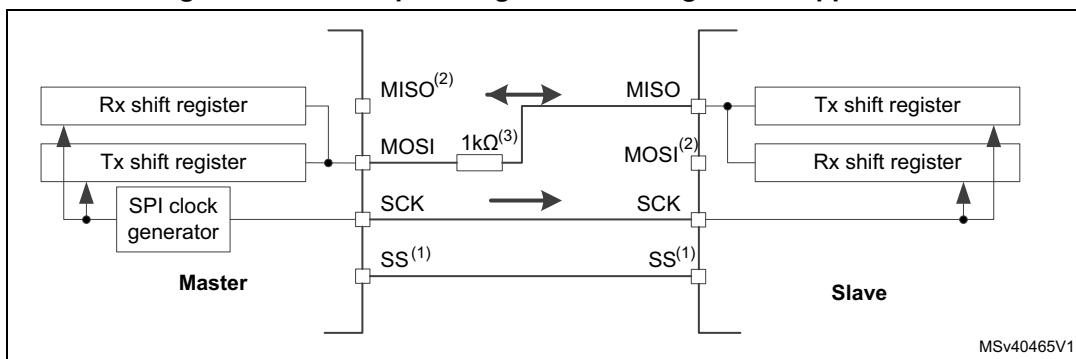 MISO(2)
MISO
Rx shift register
Tx shift register
MOSI
1kΩ(3)
MOSI(2)
Tx shift register
Rx shift register
SPI clock
generator
SCK
SCK
SS(1)
SS(1)
Master
Slave
MSv40465V1